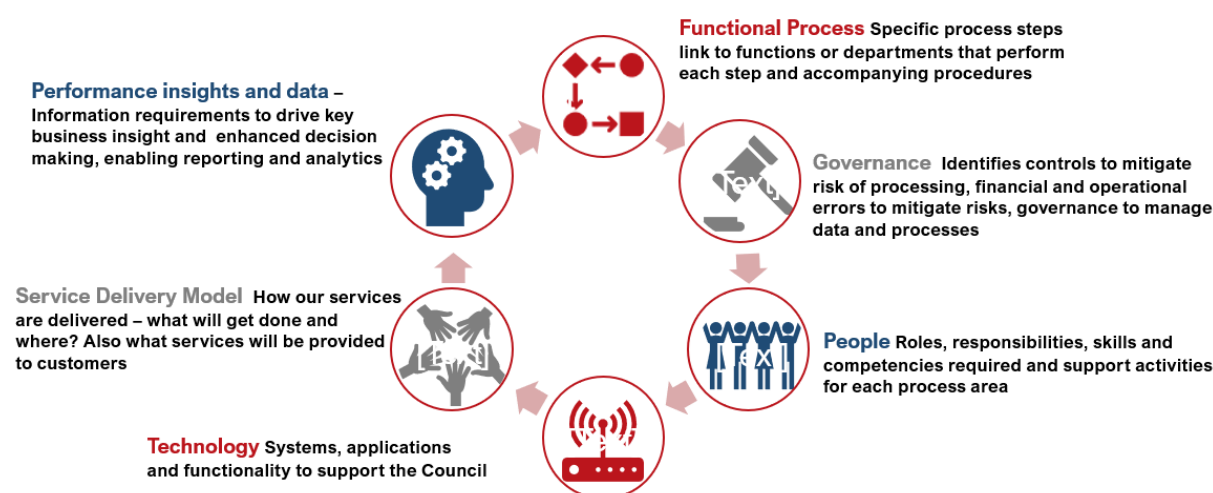 Functional Process Specific process steps
link to functions or departments that perform
each step and accompanying procedures
Performance insights and data –
Information requirements to drive key
business insight and enhanced decision
making, enabling reporting and analytics
Governance Identifies controls to mitigate
risk of processing, financial and operational
errors to mitigate risks, governance to manage
data and processes
[Text]
Service Delivery Model How our services
are delivered – what will get done and
where? Also what services will be provided
to customers
[Text]
[Text]
People Roles, responsibilities, skills and
competencies required and support activities
for each process area
Technology Systems, applications
and functionality to support the Council
[Text]